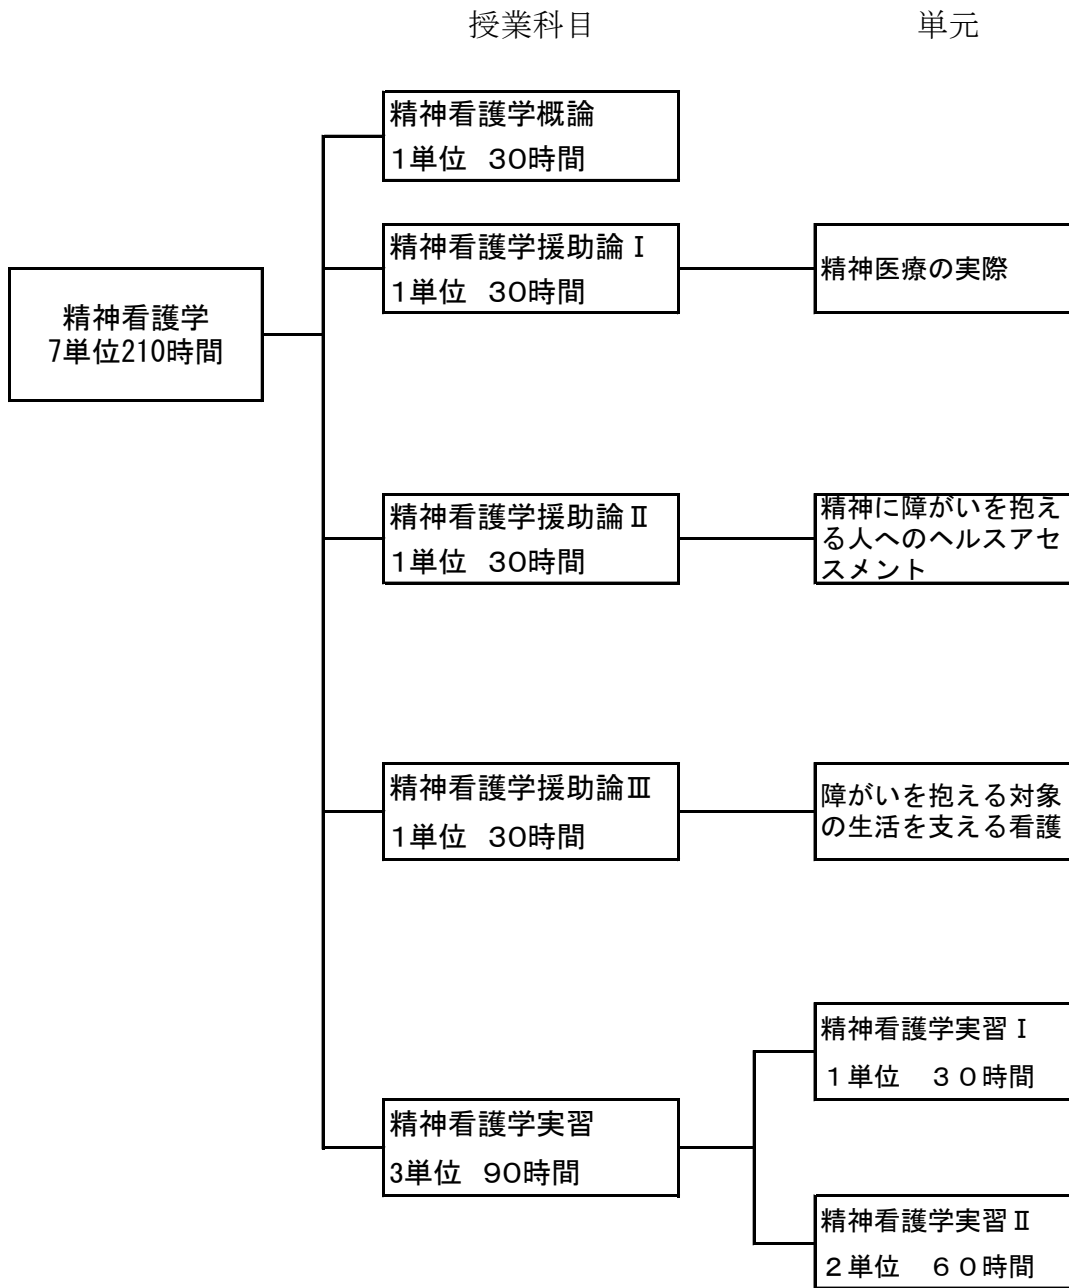 授業科目
単元
精神看護学
7単位210時間
精神看護学概論
1単位 30時間
精神看護学援助論Ⅰ
1単位 30時間
精神医療の実際
精神看護学援助論Ⅱ
1単位 30時間
精神に障がいを抱え
る人へのヘルスアセ
スメント
精神看護学援助論Ⅲ
1単位 30時間
障がいを抱える対象
の生活を支える看護
精神看護学実習
3単位 90時間
精神看護学実習Ⅰ
１単位 ３０時間
精神看護学実習Ⅱ
２単位 ６０時間